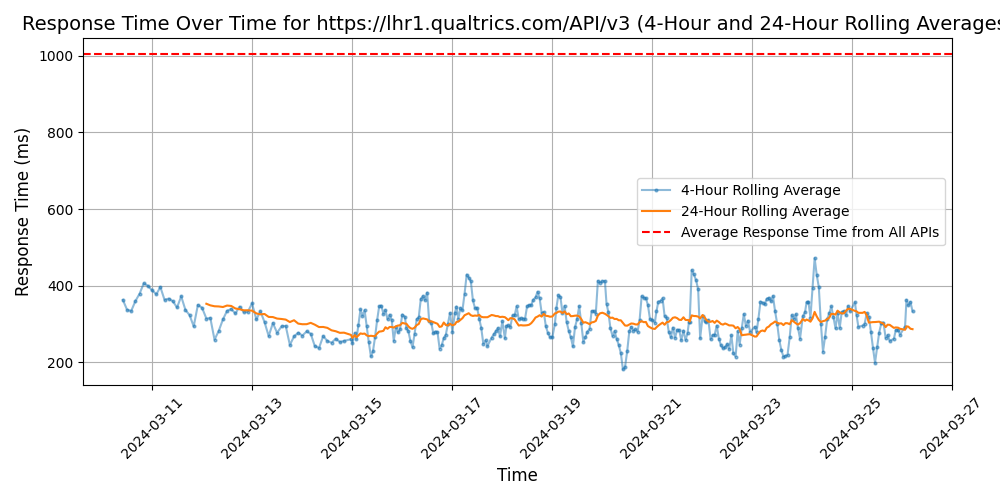 Response Time Over Time for https://lhr1.qualtrics.com/API/v3 (4-Hour and 24-Hour Rolling Averages
1000
800
600
400
200
Response Time (ms)
4-Hour Rolling Average
24-Hour Rolling Average
Average Response Time from All APIs
2024-03-11
2024-03-13
2024-03-15
2024-03-17
2024-03-19
2024-03-21
2024-03-23
2024-03-25
2024-03-27
Time